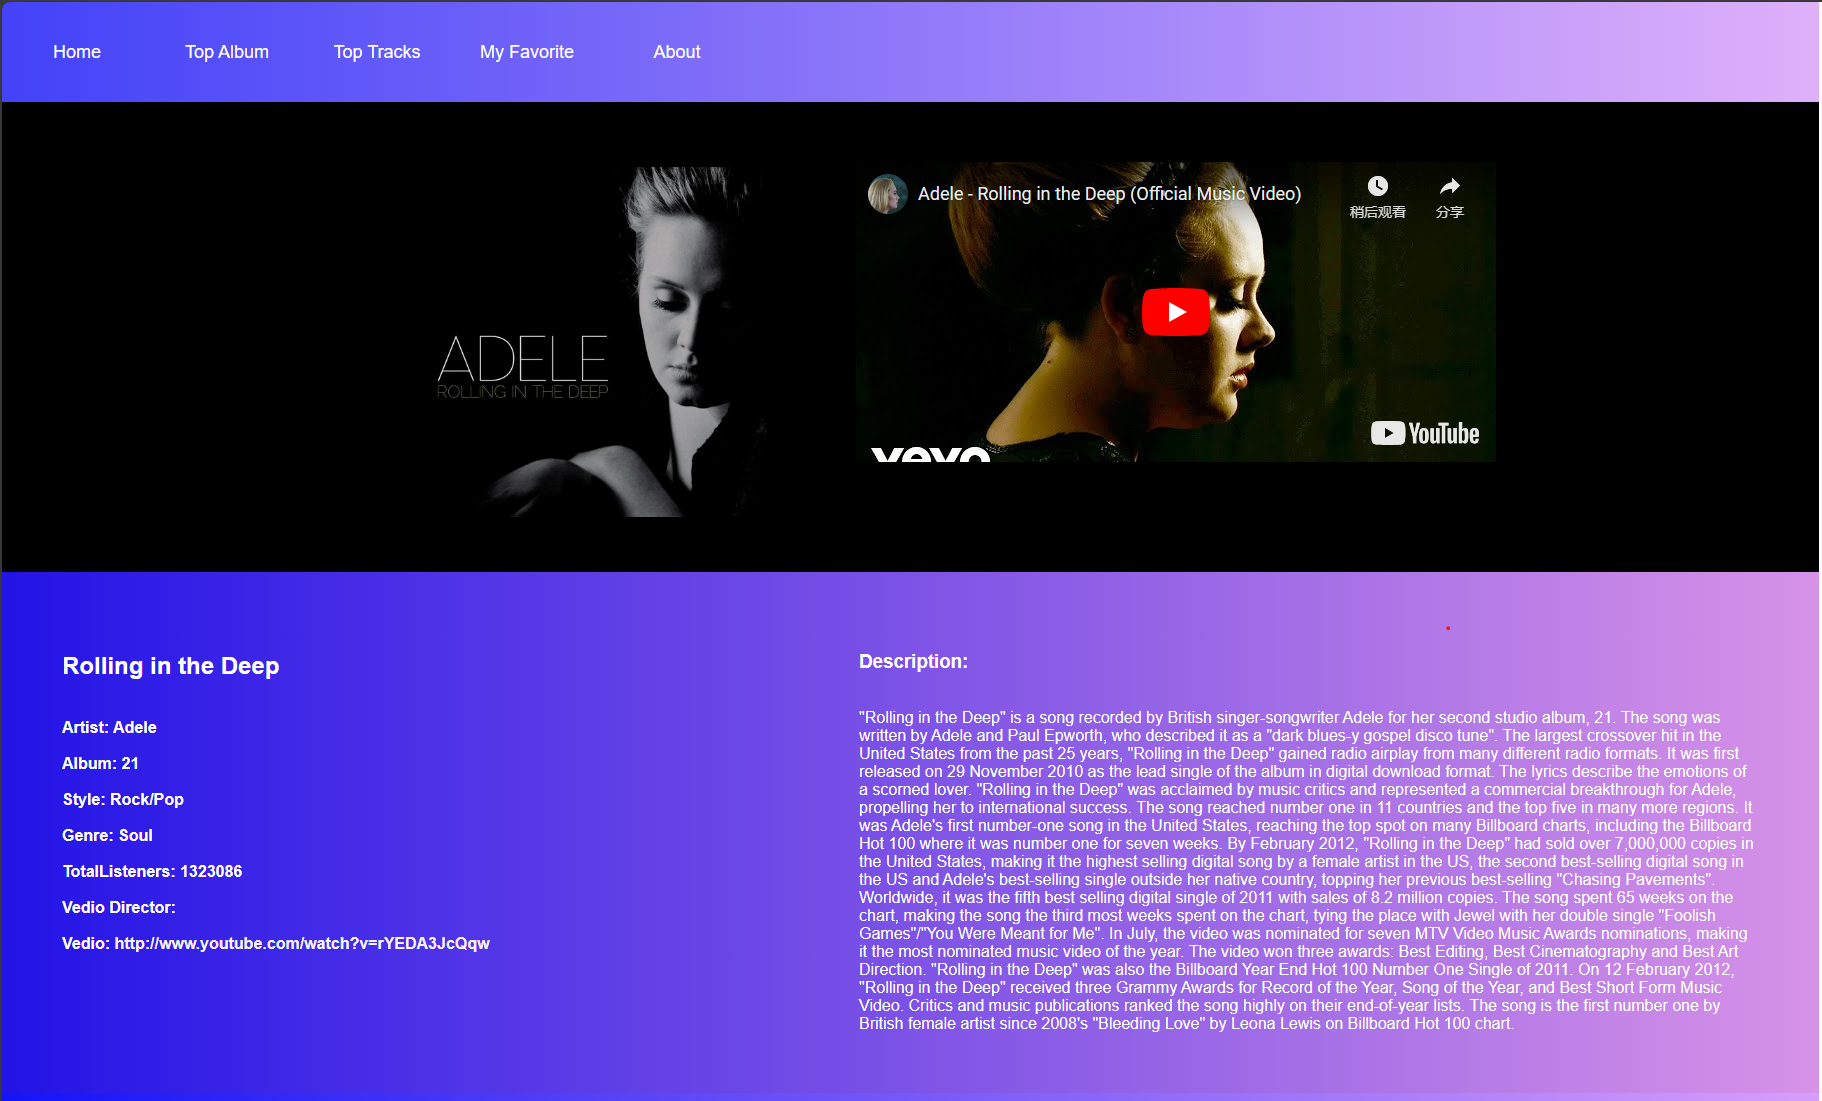 Home Top Album Top Tracks My Favorite About
ADELE
ROLLING IN THE DEEP
Adele - Rolling in the Deep (Official Music Video)
稍后观看 分享
vevo
YouTube
Rolling in the Deep
Artist: Adele
Album: 21
Style: Rock/Pop
Genre: Soul
TotalListeners: 1323086
Vedio Director:
Vedio: http://www.youtube.com/watch?v=rYEDA3JcQqw
Description:
"Rolling in the Deep" is a song recorded by British singer-songwriter Adele for her second studio album, 21. The song was
written by Adele and Paul Epworth, who described it as a "dark blues-y gospel disco tune". The largest crossover hit in the
United States from the past 25 years, "Rolling in the Deep" gained radio airplay from many different radio formats. It was first
released on 29 November 2010 as the lead single of the album in digital download format. The lyrics describe the emotions of
a scorned lover. "Rolling in the Deep" was acclaimed by music critics and represented a commercial breakthrough for Adele,
propelling her to international success. The song reached number one in 11 countries and the top five in many more regions. It
was Adele's first number-one song in the United States, reaching the top spot on many Billboard charts, including the Billboard
Hot 100 where it was number one for seven weeks. By February 2012, "Rolling in the Deep" had sold over 7,000,000 copies in
the United States, making it the highest selling digital song by a female artist in the US, the second best-selling digital song in
the US and Adele's best-selling single outside her native country, topping her previous best-selling "Chasing Pavements".
Worldwide, it was the fifth best selling digital single of 2011 with sales of 8.2 million copies. The song spent 65 weeks on the
chart, making the song the third most weeks spent on the chart, tying the place with Jewel with her double single "Foolish
Games"/"You Were Meant for Me". In July, the video was nominated for seven MTV Video Music Awards nominations, making
it the most nominated music video of the year. The video won three awards: Best Editing, Best Cinematography and Best Art
Direction. "Rolling in the Deep" was also the Billboard Year End Hot 100 Number One Single of 2011. On 12 February 2012,
"Rolling in the Deep" received three Grammy Awards for Record of the Year, Song of the Year, and Best Short Form Music
Video. Critics and music publications ranked the song highly on their end-of-year lists. The song is the first number one by
British female artist since 2008's "Bleeding Love" by Leona Lewis on Billboard Hot 100 chart.